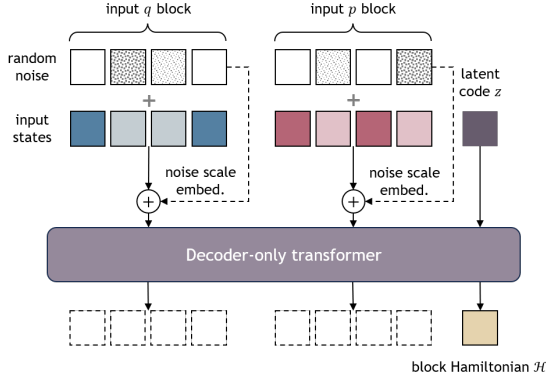 input q block
input p block
random
noise
+
+
latent
code z
input
states
noise scale
embed.
noise scale
embed.
+
+
Decoder-only transformer
block Hamiltonian ℋ